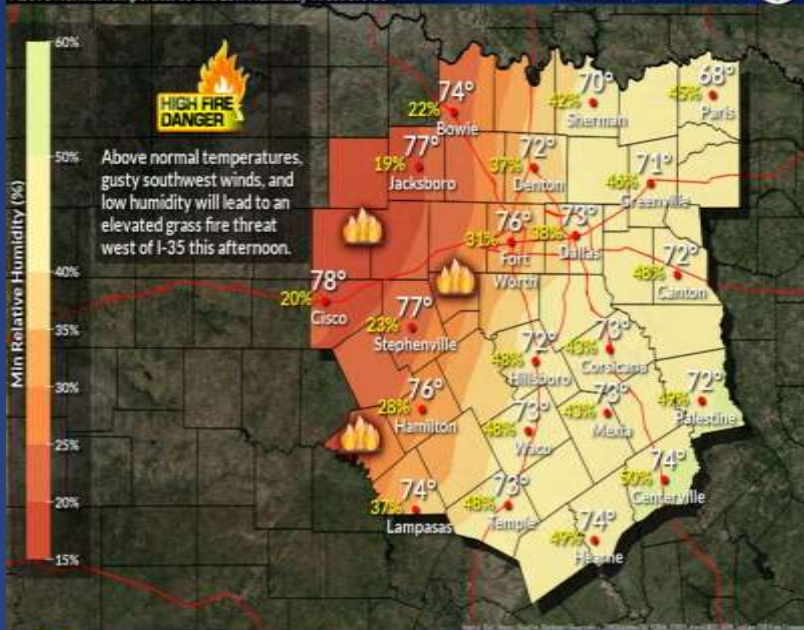 60%
50%
40%
35%
30%
25%
20%
15%
Min Relative Humidity (%)
HIGH FIRE
DANGER
Above normal temperatures,
gusty southwest winds, and
low humidity will lead to an
elevated grass fire threat
west of I-35 this afternoon.
74°
22%
Bowie
70°
42%
Sherman
68°
45%
Paris
77°
19%
Jacksboro
72°
37%
Denton
71°
46%
Greenville
76°
31%
Fort
Worth
73°
38%
Dallas
72°
48%
Canton
78°
20%
Cisco
77°
23%
Stephenville
72°
48%
Hillsboro
73°
43%
Corsicana
76°
28%
Hamilton
73°
48%
Waco
73°
43%
Mexia
72°
49%
Palestine
74°
37%
Lampasas
73°
48%
Temple
74°
50%
Centerville
74°
49%
Hearne